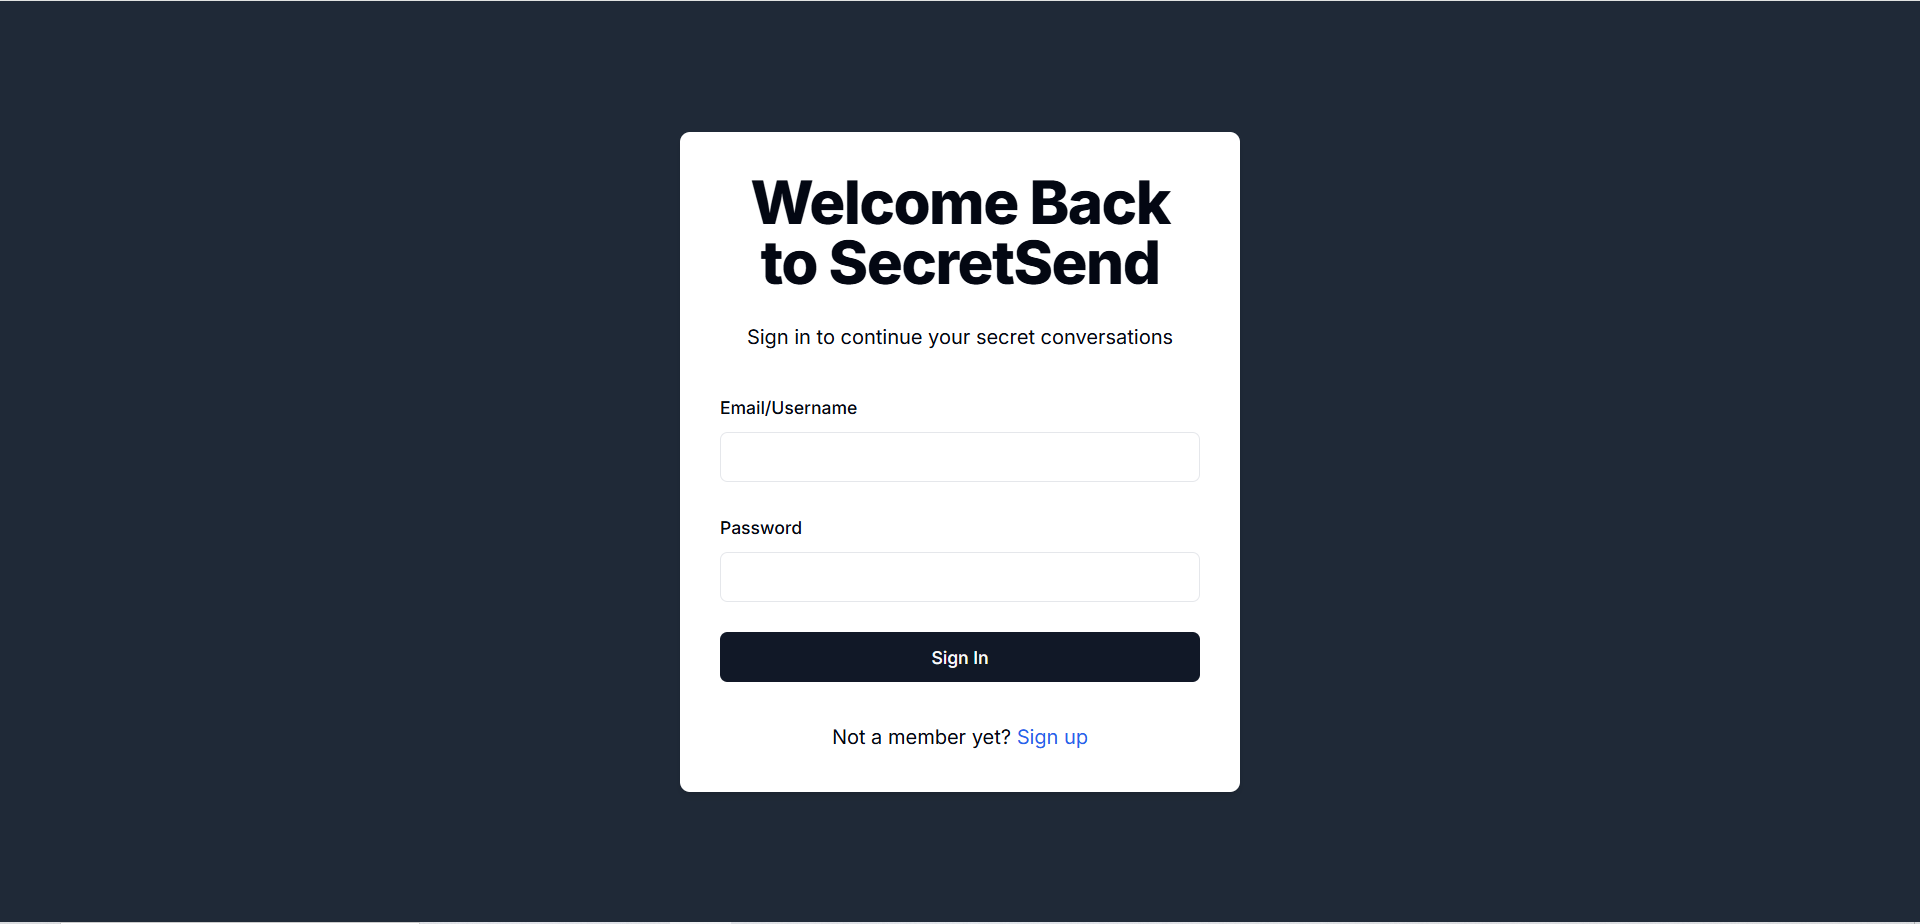 Welcome Back
to SecretSend
Sign in to continue your secret conversations
Email/Username
Password
Sign In
Not a member yet? Sign up